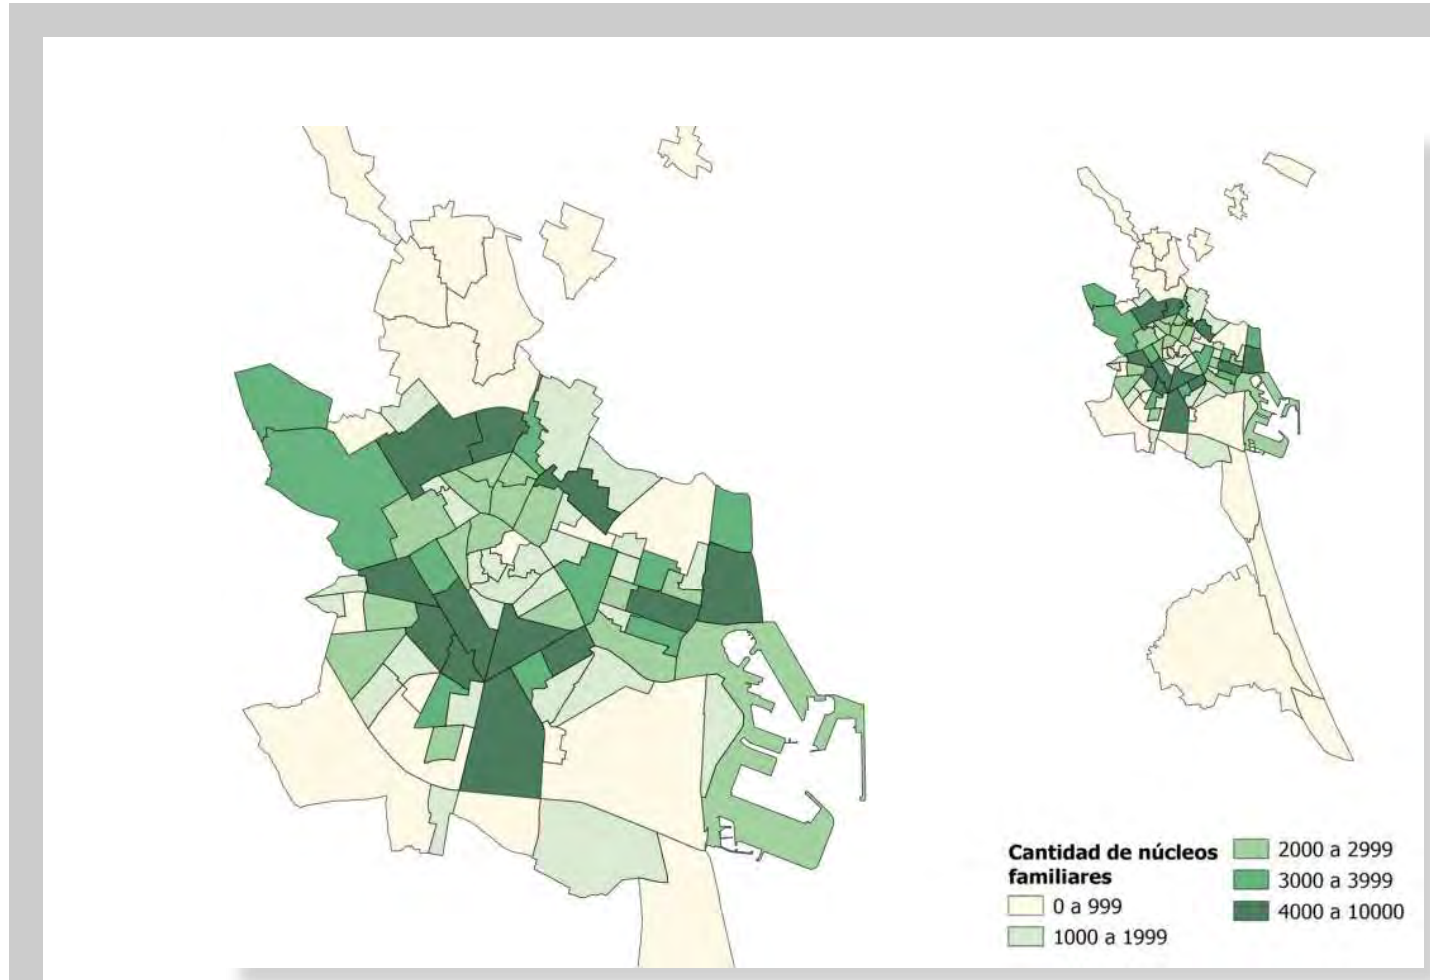 Cantidad de núcleos
familiares
0 a 999
1000 a 1999
2000 a 2999
3000 a 3999
4000 a 10000